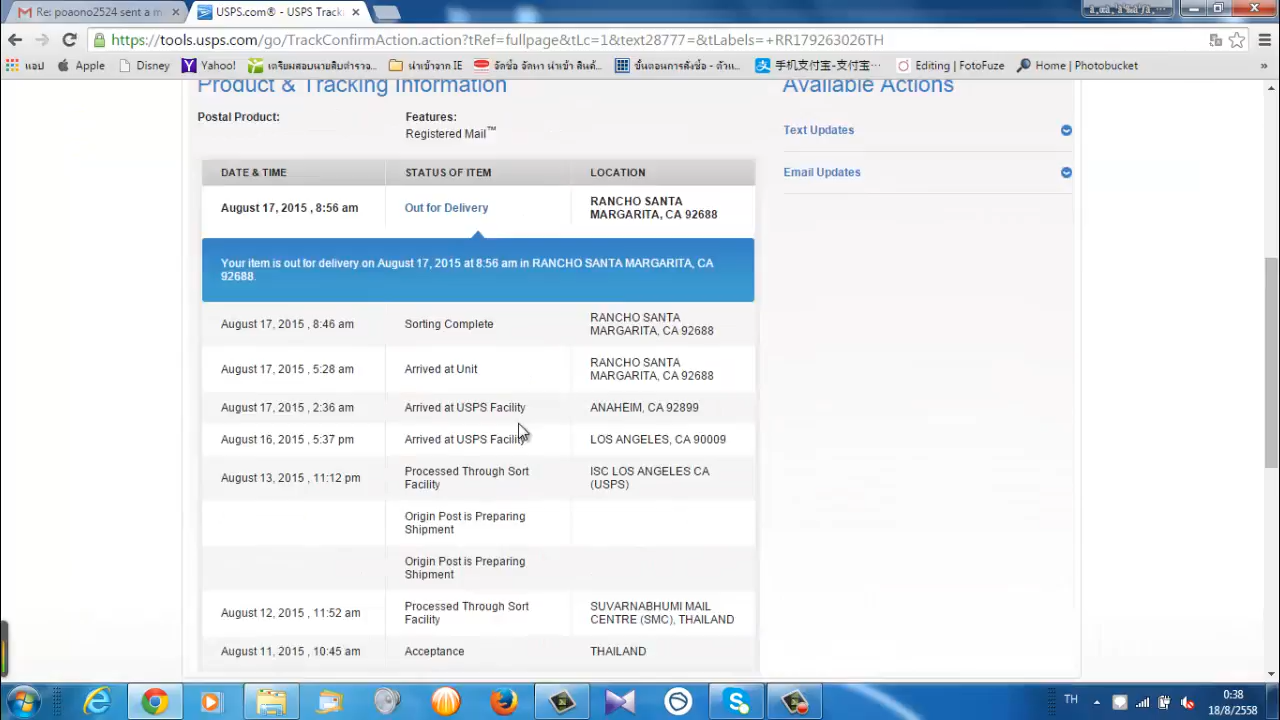 Re: poaono2524 sent a m
USPS.com® - USPS Track
https://tools.usps.com/go/TrackConfirmAction.action?tRef=fullpage&tLc=1&text28777=&tLabels=+RR179263026TH
แอป Apple Disney Yahoo! นำเข้าจาก IE Editing | FotoFuze Home | Photobucket »
Product & Tracking Information
Available Actions
Postal Product:
Features:
Registered Mail™
Text Updates
Email Updates
DATE & TIME STATUS OF ITEM LOCATION
August 17, 2015 , 8:56 am Out for Delivery RANCHO SANTA
MARGARITA, CA 92688
Your item is out for delivery on August 17, 2015 at 8:56 am in RANCHO SANTA MARGARITA, CA
92688.
August 17, 2015 , 8:46 am Sorting Complete RANCHO SANTA
MARGARITA, CA 92688
August 17, 2015 , 5:28 am Arrived at Unit RANCHO SANTA
MARGARITA, CA 92688
August 17, 2015 , 2:36 am Arrived at USPS Facility ANAHEIM, CA 92899
August 16, 2015 , 5:37 pm Arrived at USPS Facility LOS ANGELES, CA 90009
August 13, 2015 , 11:12 pm Processed Through Sort ISC LOS ANGELES CA
Facility (USPS)
Origin Post is Preparing
Shipment
Origin Post is Preparing
Shipment
August 12, 2015 , 11:52 am Processed Through Sort SUVARNABHUMI MAIL
Facility CENTRE (SMC), THAILAND
August 11, 2015 , 10:45 am Acceptance THAILAND
TH
0:38
18/8/2558